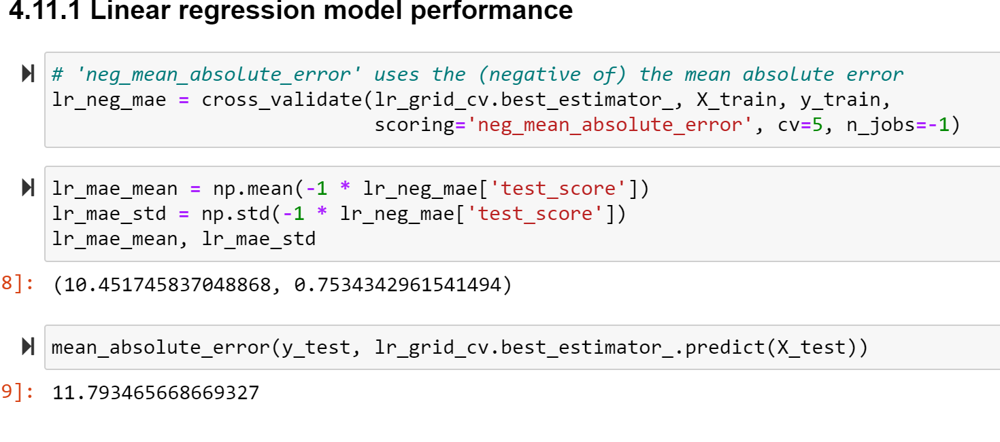 4.11.1 Linear regression model performance
# 'neg_mean_absolute_error' uses the (negative of) the mean absolute error
lr_neg_mae = cross_validate(lr_grid_cv.best_estimator_, X_train, y_train,
scoring='neg_mean_absolute_error', cv=5, n_jobs=-1)
lr_mae_mean = np.mean(-1 * lr_neg_mae['test_score'])
lr_mae_std = np.std(-1 * lr_neg_mae['test_score'])
lr_mae_mean, lr_mae_std
8]: (10.451745837048868, 0.7534342961541494)
mean_absolute_error(y_test, lr_grid_cv.best_estimator_.predict(X_test))
9]: 11.793465668669327